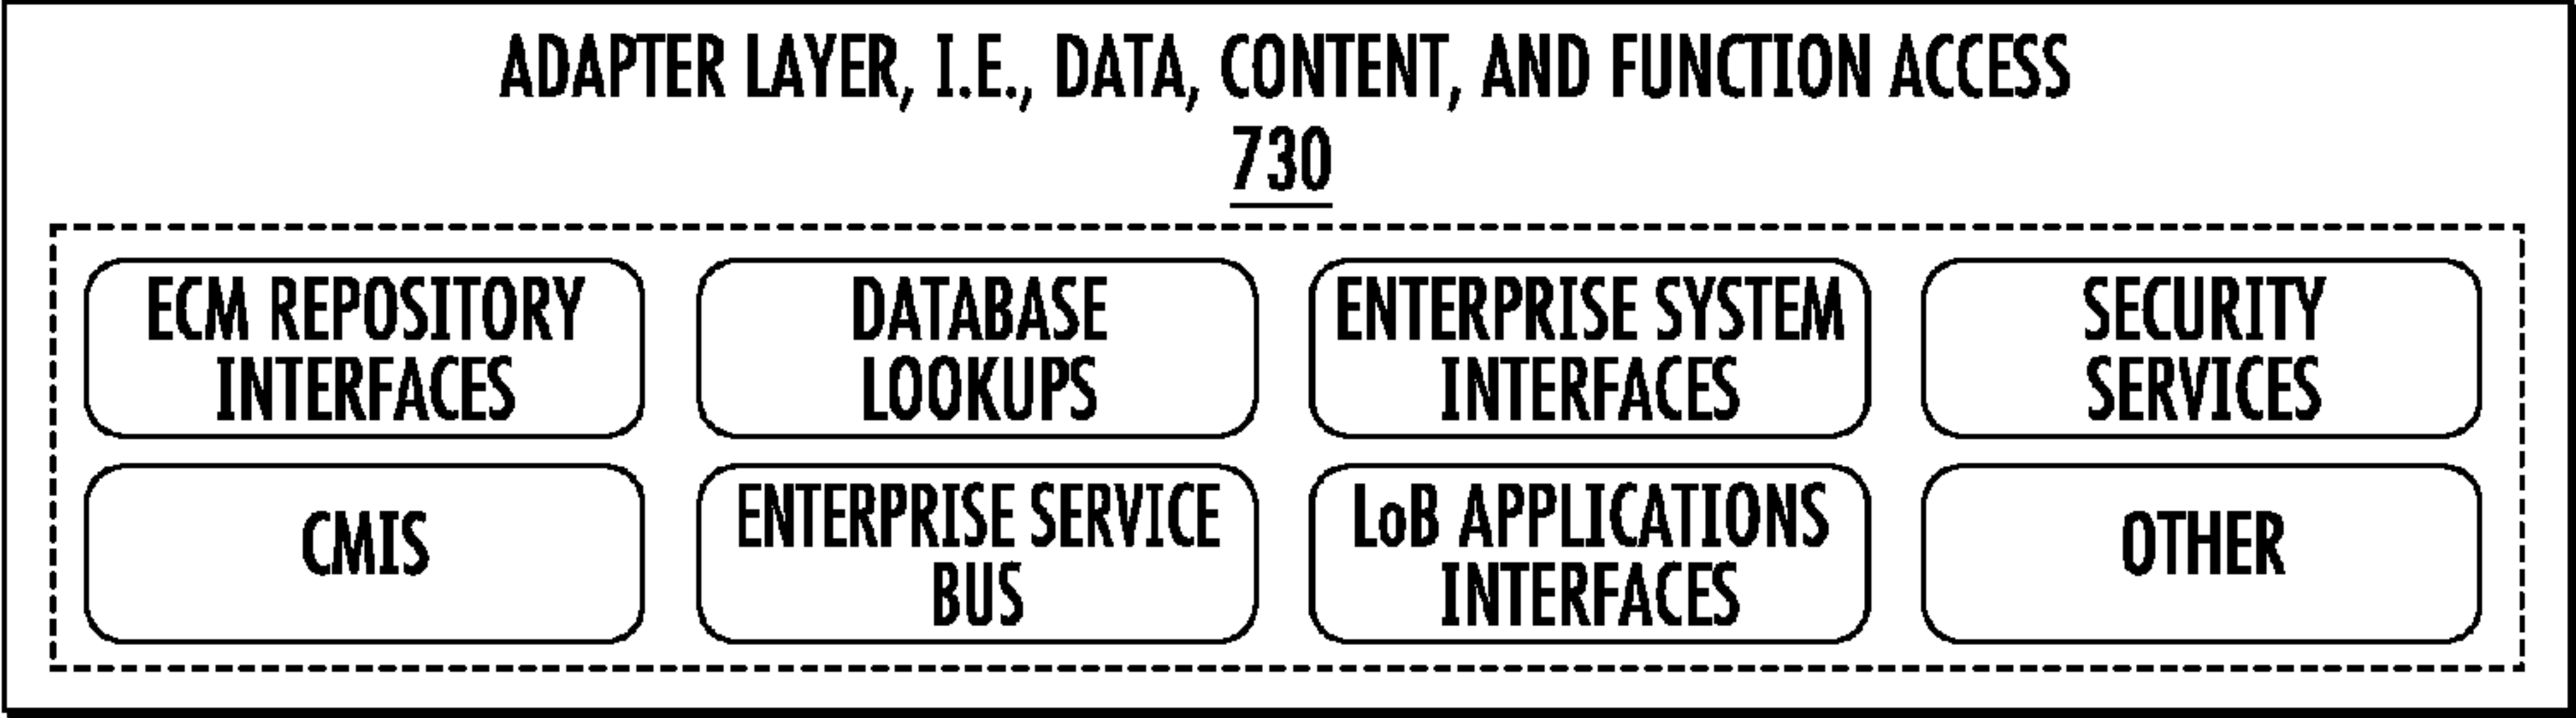 ADAPTER LAYER, I.E., DATA, CONTENT, AND FUNCTION ACCESS
730
ECM REPOSITORY
INTERFACES
DATABASE
LOOKUPS
ENTERPRISE SYSTEM
INTERFACES
SECURITY
SERVICES
CMIS
ENTERPRISE SERVICE
BUS
LoB APPLICATIONS
INTERFACES
OTHER